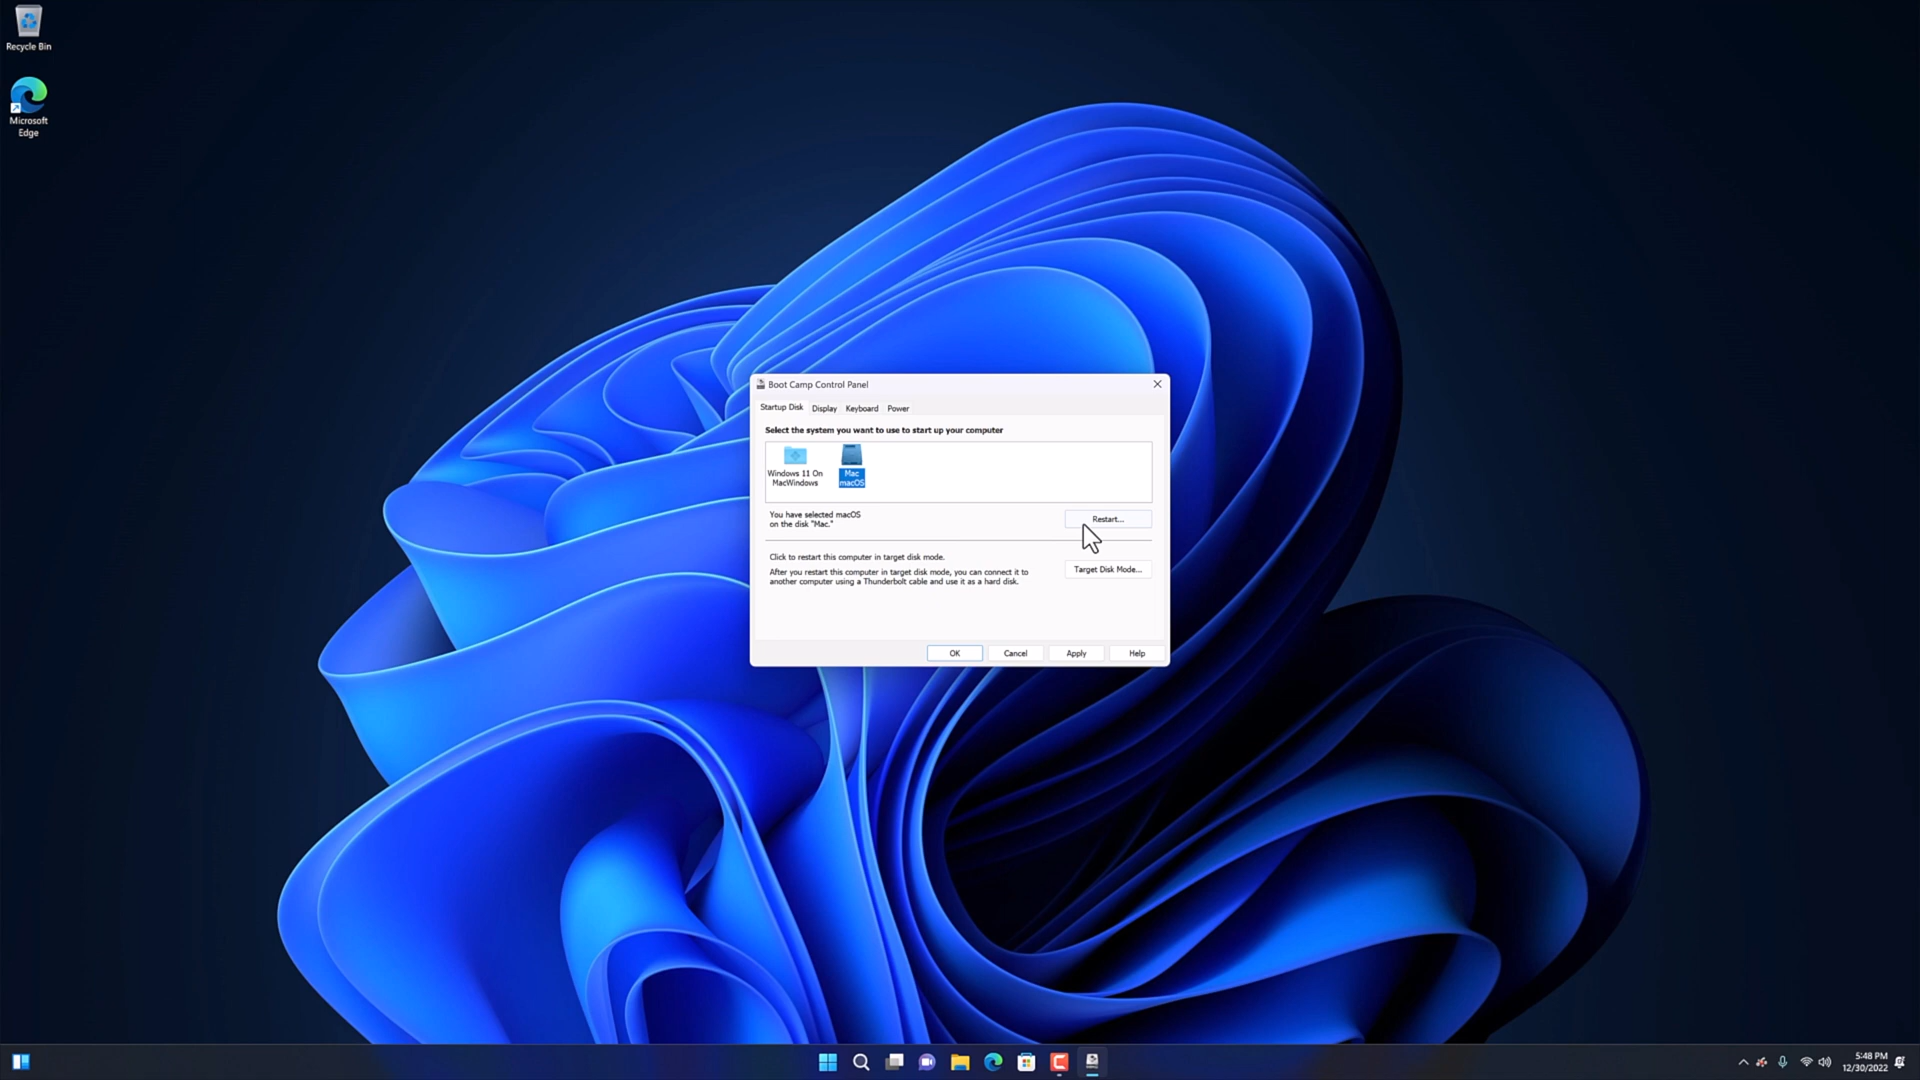 Recycle Bin
Microsoft
Edge
Boot Camp Control Panel
Startup Disk Display Keyboard Power
Select the system you want to use to start up your computer
Windows 11 On
MacWindows
Mac
macOS
You have selected macOS
on the disk "Mac."
Restart...
Click to restart this computer in target disk mode.
After you restart this computer in target disk mode, you can connect it to
another computer using a Thunderbolt cable and use it as a hard disk.
Target Disk Mode...
OK Cancel Apply Help
5:48 PM
12/30/2022